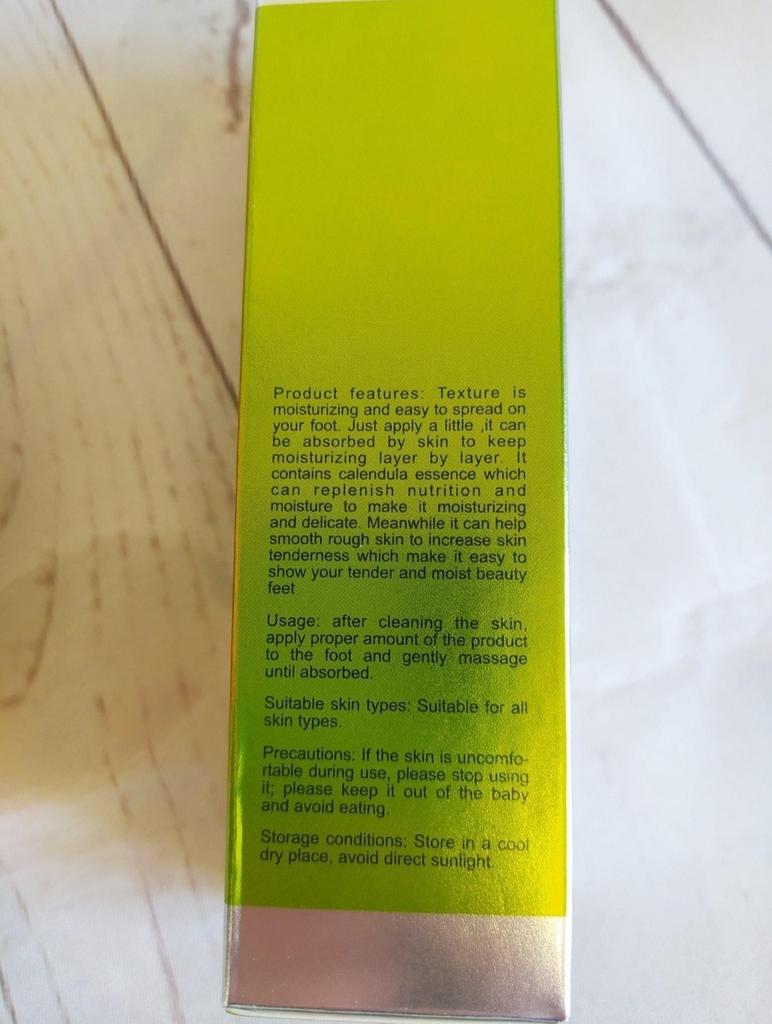 Product features: Texture is
moisturizing and easy to spread on
your foot. Just apply a little ,it can
be absorbed by skin to keep
moisturizing layer by layer. It
contains calendula essence which
can replenish nutrition and
moisture to make it moisturizing
and delicate. Meanwhile it can help
smooth rough skin to increase skin
tenderness which make it easy to
show your tender and moist beauty
feet
Usage: after cleaning the skin,
apply proper amount of the product
to the foot and gently massage
until absorbed.
Suitable skin types: Suitable for all
skin types.
Precautions: If the skin is uncomfo-
rtable during use, please stop using
it; please keep it out of the baby
and avoid eating.
Storage conditions: Store in a cool
dry place, avoid direct sunlight.